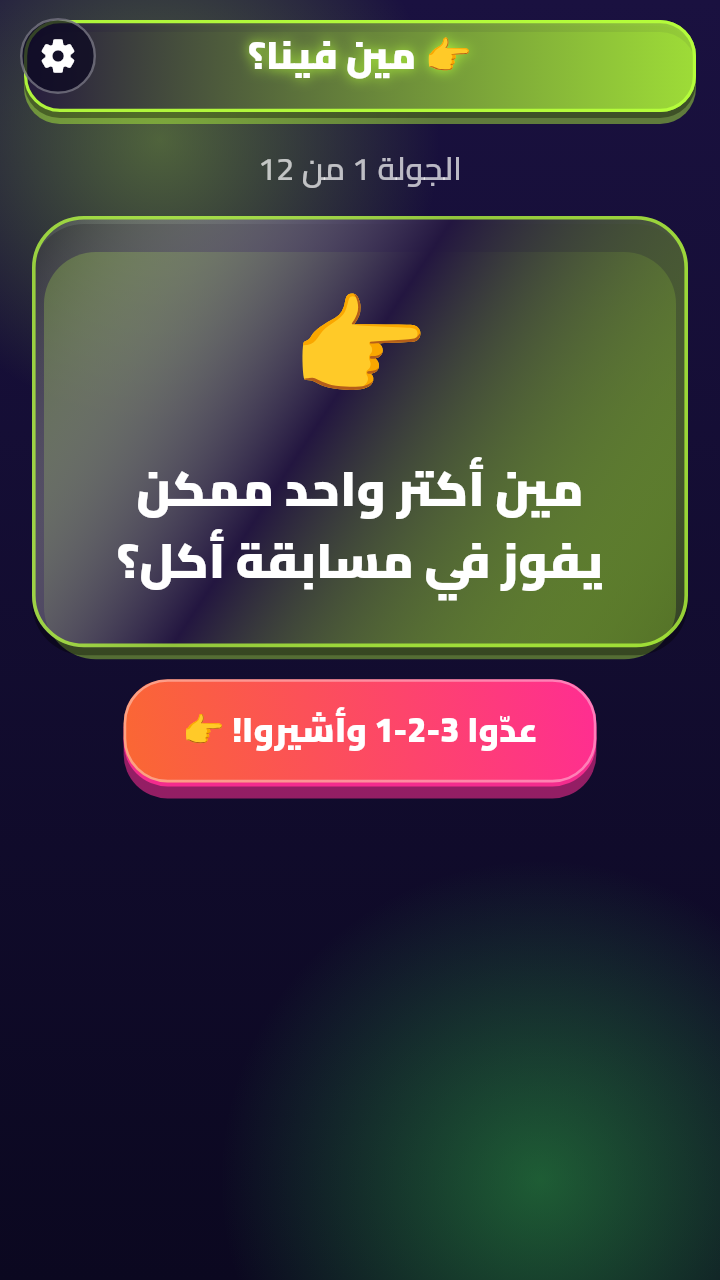 👉 مين فينا؟
الجولة 1 من 12
👉
مين أكتر واحد ممكن
يفوز في مسابقة أكل؟
عدّوا 3-2-1 وأشيروا! 👉